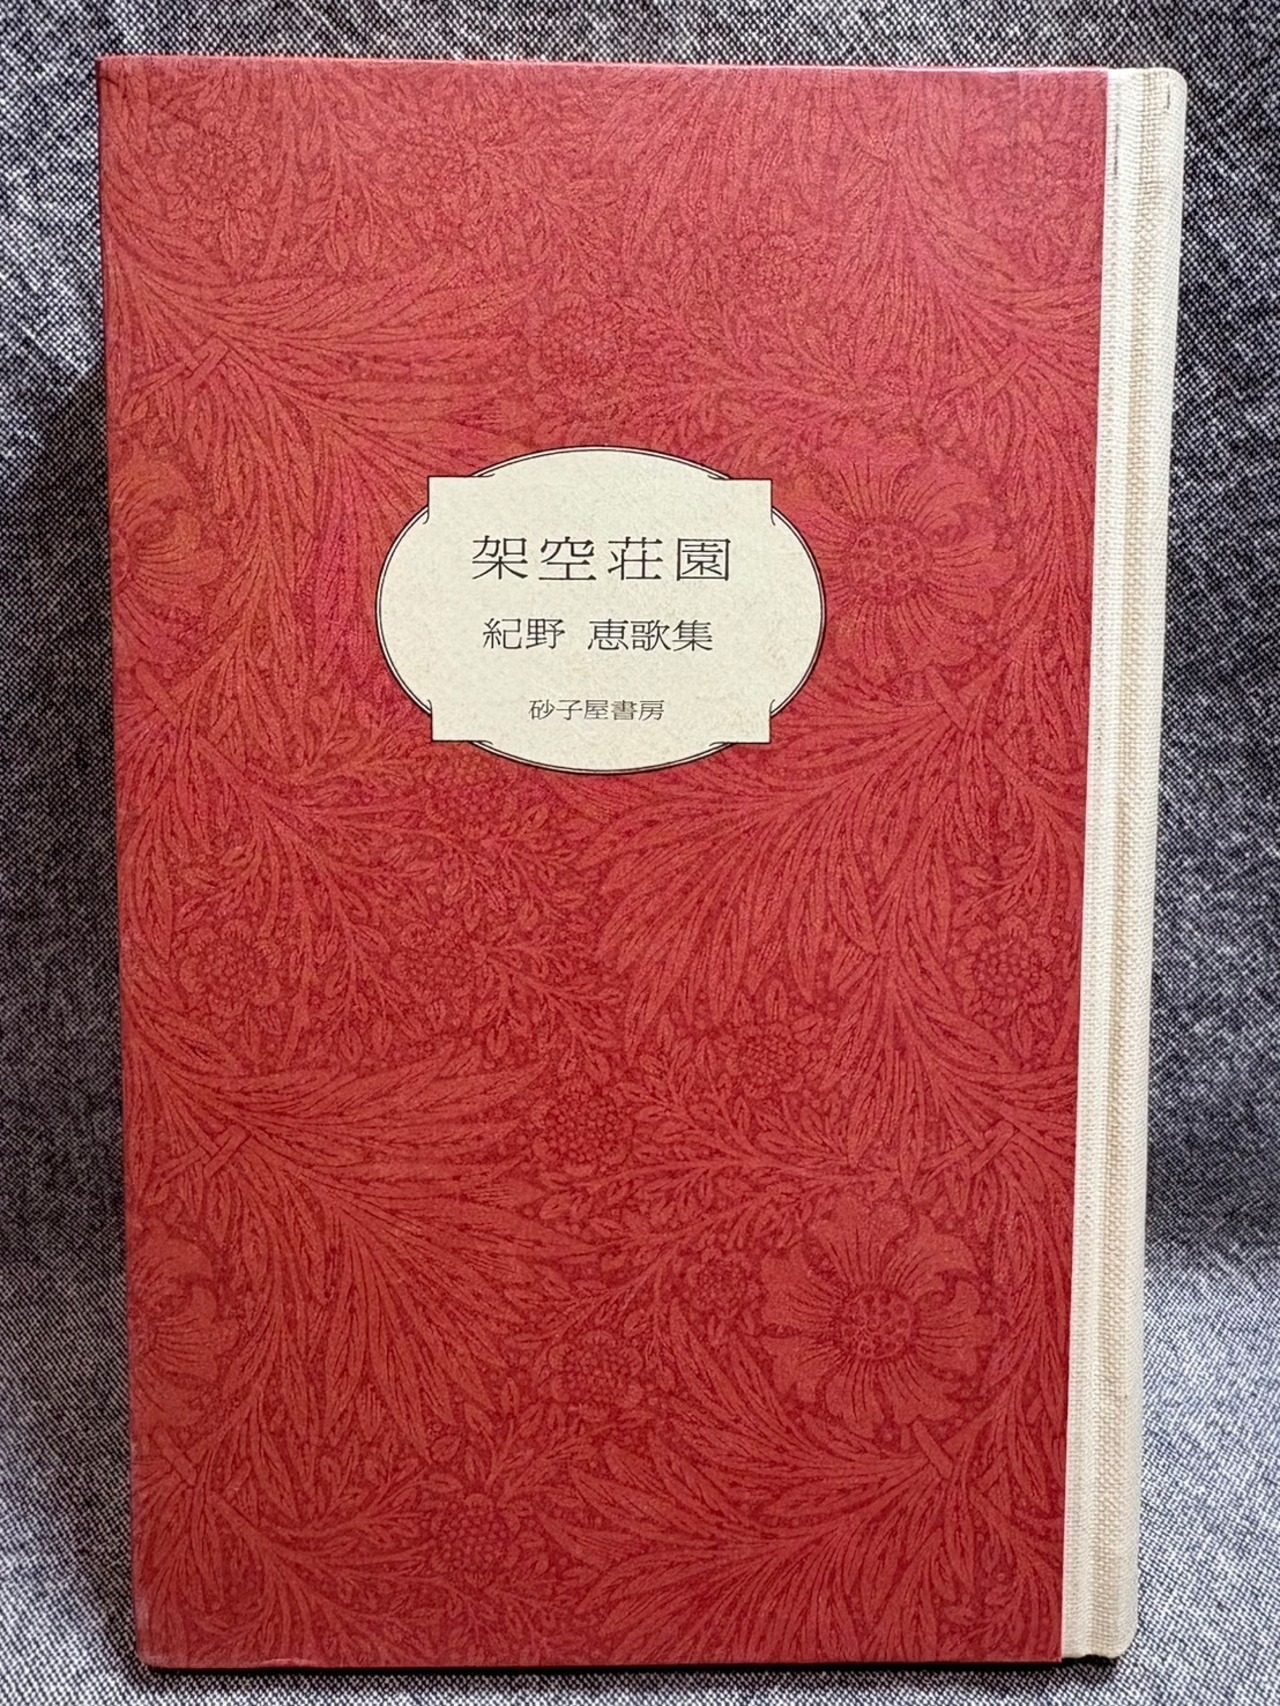 架空荘園
紀野 恵歌集
砂子屋書房